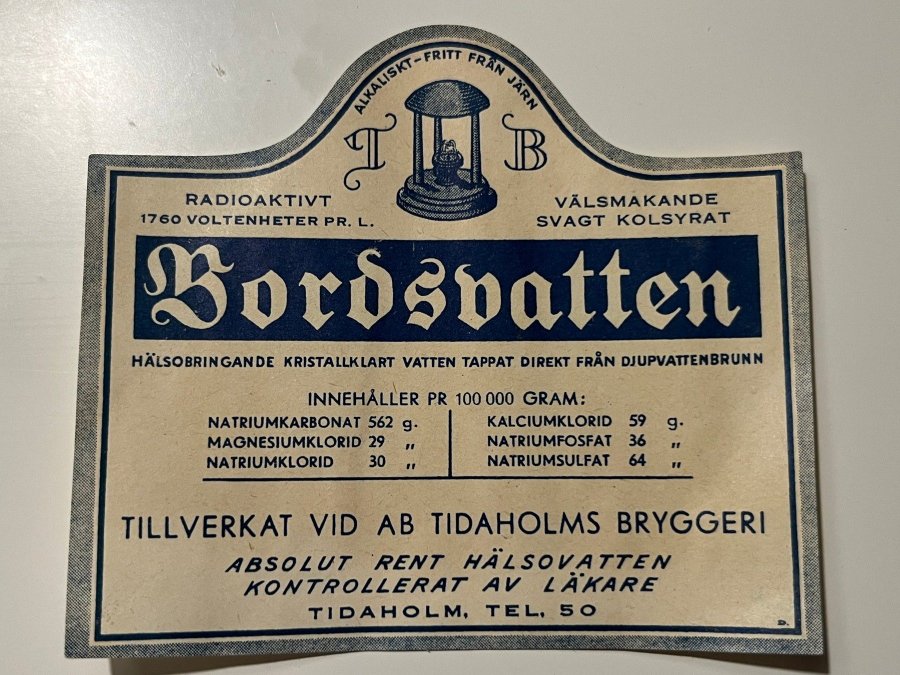 ALKALISKT-FRITT FRÅN JÄRN
T B
RADIOAKTIVT
1760 VOLTENHETER PR. L.
VÄLSMAKANDE
SVAGT KOLSYRAT
Bordsvatten
HÄLSOBRINGANDE KRISTALLKLART VATTEN TAPPAT DIREKT FRÅN DJUPVATTENBRUNN
INNEHÅLLER PR 100 000 GRAM:
NATRIUMKARBONAT 562 g.
MAGNESIUMKLORID 29 „
NATRIUMKLORID 30 „
KALCIUMKLORID 59 g.
NATRIUMFOSFAT 36 „
NATRIUMSULFAT 64 „
TILLVERKAT VID AB TIDAHOLMS BRYGGERI
ABSOLUT RENT HÄLSOVATTEN
KONTROLLERAT AV LÄKARE
TIDAHOLM, TEL. 50
D.